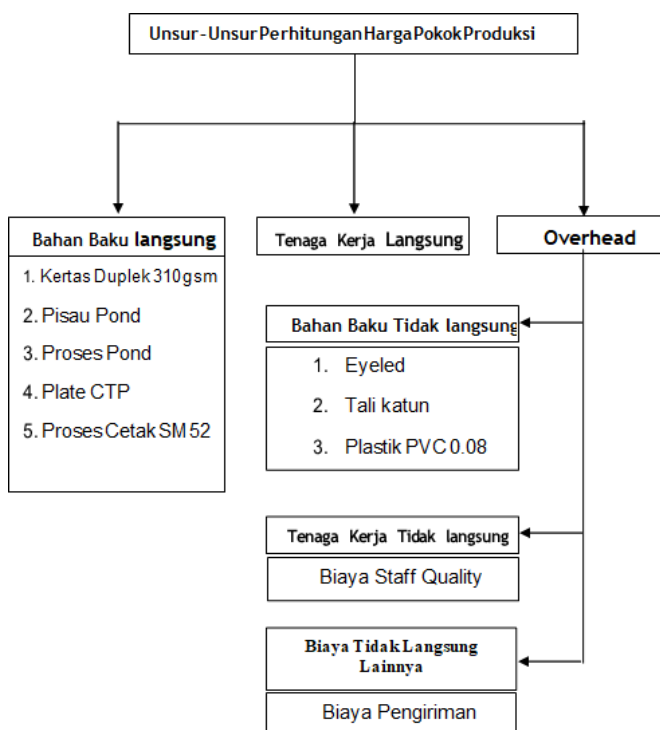 Unsur-Unsur Perhitungan Harga Pokok Produksi
Bahan Baku langsung
1. Kertas Duplek 310gsm
2. Pisau Pond
3. Proses Pond
4. Plate CTP
5. Proses Cetak SM 52
Tenaga Kerja Langsung
Overhead
Bahan Baku Tidak langsung
1. Eyeled
2. Tali katun
3. Plastik PVC 0.08
Tenaga Kerja Tidak langsung
Biaya Staff Quality
Biaya Tidak Langsung
Lainnya
Biaya Pengiriman